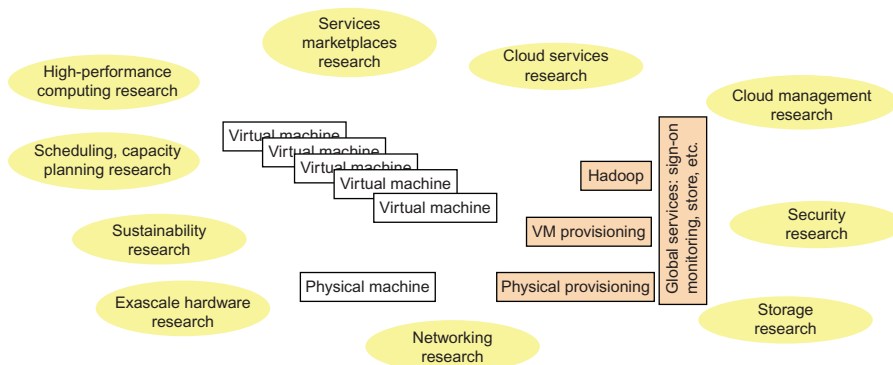 Services
marketplaces
research
Cloud services
research
High-performance
computing research
Cloud management
research
Virtual machine
Virtual machine
Virtual machine
Virtual machine
Virtual machine
Scheduling, capacity
planning research
Hadoop
Global services: sign-on
monitoring, store, etc.
Sustainability
research
VM provisioning
Security
research
Physical machine
Physical provisioning
Exascale hardware
research
Storage
research
Networking
research